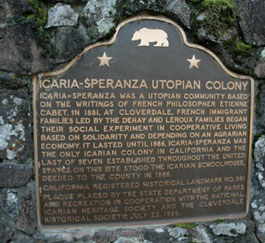 ICARIA-SPERANZA UTOPIAN COLONY
ICARIA-SPERANZA WAS A UTOPIAN COMMUNITY BASED
ON THE WRITINGS OF FRENCH PHILOSOPHER ETIENNE
CABET. IN 1881, AT CLOVERDALE, FRENCH IMMIGRANT
FAMILIES LED BY THE DEHAY AND LEROUX FAMILIES BEGAN
THEIR SOCIAL EXPERIMENT IN COOPERATIVE LIVING
BASED ON SOLIDARITY AND DEPENDING ON AN AGRARIAN
ECONOMY. IT LASTED UNTIL 1886. ICARIA-SPERANZA WAS
THE ONLY ICARIAN COLONY IN CALIFORNIA AND THE
LAST OF SEVEN ESTABLISHED THROUGHOUT THE UNITED
STATES. ON THIS SITE STOOD THE ICARIAN SCHOOLHOUSE
DEEDED TO THE COUNTY IN 1886.
CALIFORNIA REGISTERED HISTORICAL LANDMARK NO. 981
PLAQUE PLACED BY THE STATE DEPARTMENT OF PARKS
AND RECREATION IN COOPERATION WITH THE NATIONAL
ICARIAN HERITAGE SOCIETY AND THE CLOVERDALE
HISTORICAL SOCIETY, JULY 22, 1989.